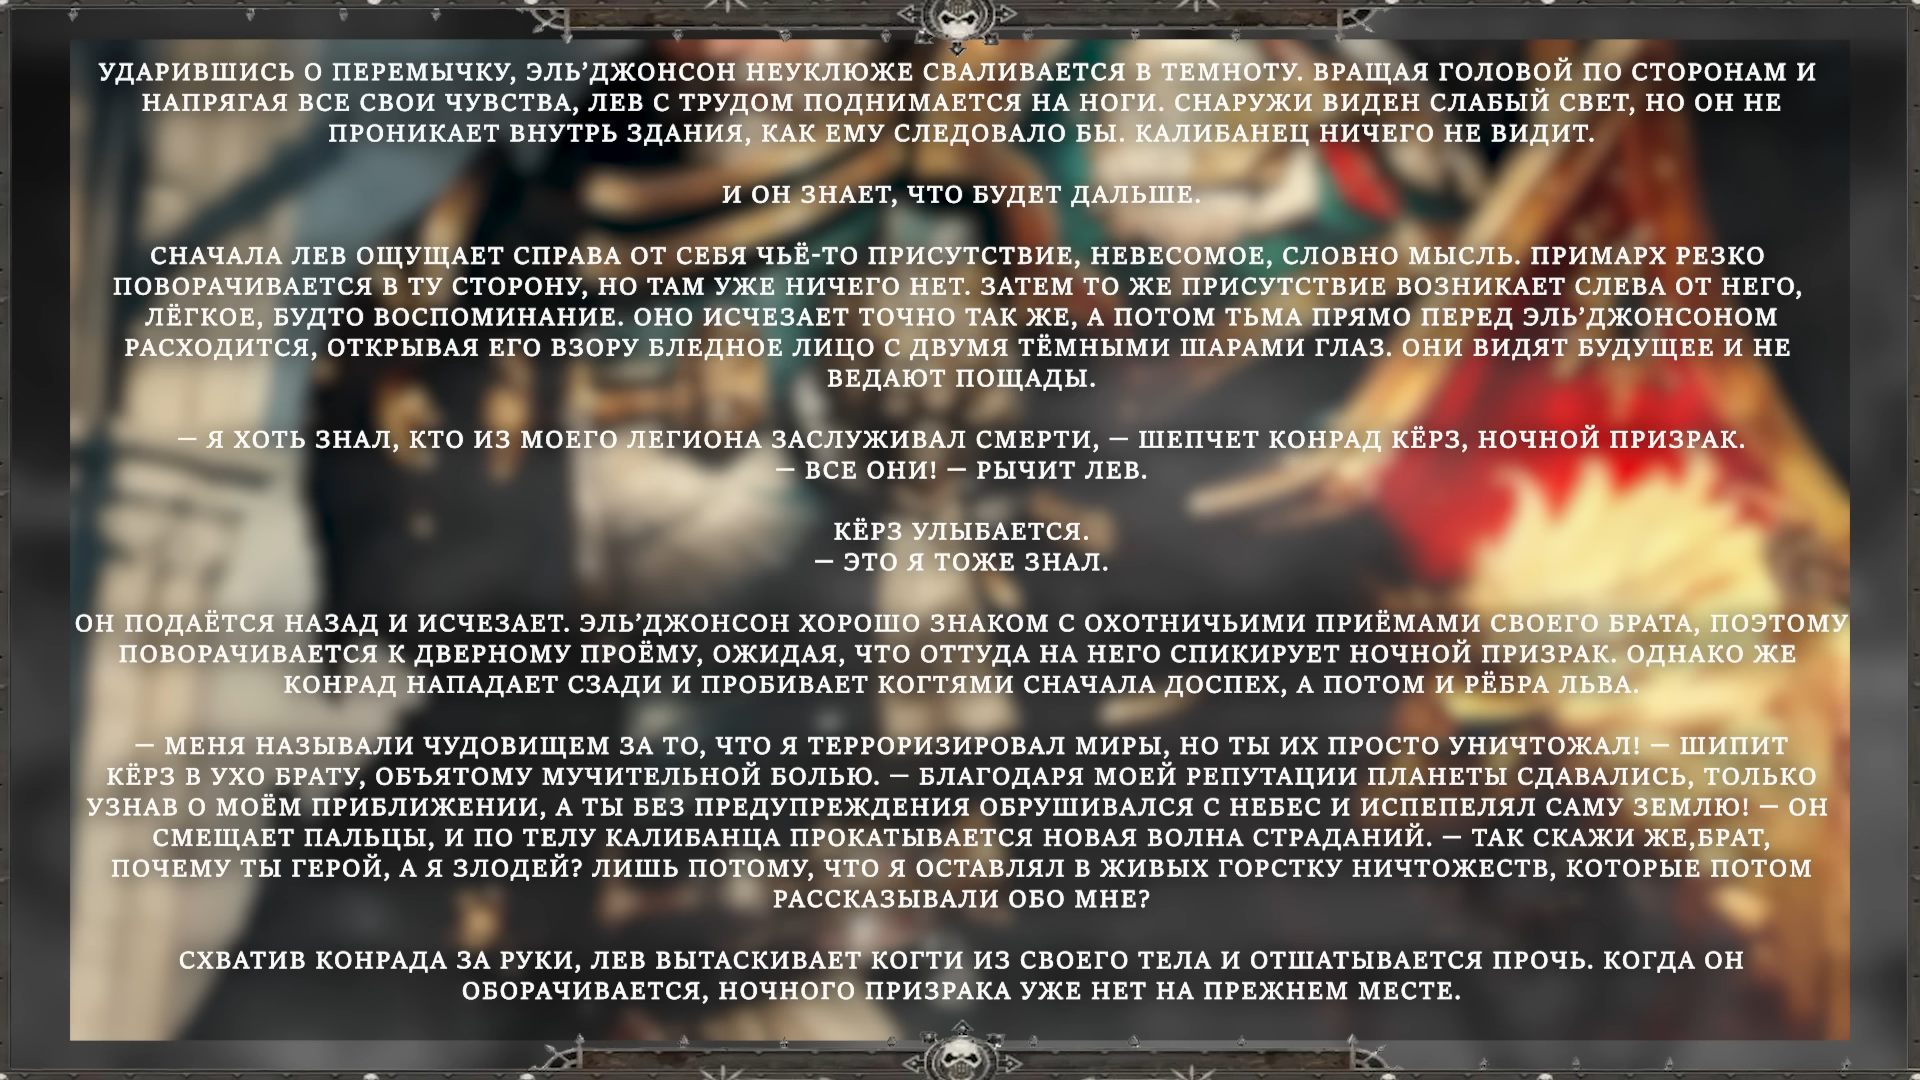 УДАРИВШИСЬ О ПЕРЕМЫЧКУ, ЭЛЬ’ДЖОНСОН НЕУКЛЮЖЕ СВАЛИВАЕТСЯ В ТЕМНОТУ. ВРАЩАЯ ГОЛОВОЙ ПО СТОРОНАМ И
НАПРЯГАЯ ВСЕ СВОИ ЧУВСТВА, ЛЕВ С ТРУДОМ ПОДНИМАЕТСЯ НА НОГИ. СНАРУЖИ ВИДЕН СЛАБЫЙ СВЕТ, НО ОН НЕ
ПРОНИКАЕТ ВНУТРЬ ЗДАНИЯ, КАК ЕМУ СЛЕДОВАЛО БЫ. КАЛИБАНЕЦ НИЧЕГО НЕ ВИДИТ.
И ОН ЗНАЕТ, ЧТО БУДЕТ ДАЛЬШЕ.
СНАЧАЛА ЛЕВ ОЩУЩАЕТ СПРАВА ОТ СЕБЯ ЧЬЁ-ТО ПРИСУТСТВИЕ, НЕВЕСОМОЕ, СЛОВНО МЫСЛЬ. ПРИМАРХ РЕЗКО
ПОВОРАЧИВАЕТСЯ В ТУ СТОРОНУ, НО ТАМ УЖЕ НИЧЕГО НЕТ. ЗАТЕМ ТО ЖЕ ПРИСУТСТВИЕ ВОЗНИКАЕТ СЛЕВА ОТ НЕГО,
ЛЁГКОЕ, БУДТО ВОСПОМИНАНИЕ. ОНО ИСЧЕЗАЕТ ТОЧНО ТАК ЖЕ, А ПОТОМ ТЬМА ПРЯМО ПЕРЕД ЭЛЬ’ДЖОНСОНОМ
РАСХОДИТСЯ, ОТКРЫВАЯ ЕГО ВЗОРУ БЛЕДНОЕ ЛИЦО С ДВУМЯ ТЁМНЫМИ ШАРАМИ ГЛАЗ. ОНИ ВИДЯТ БУДУЩЕЕ И НЕ
ВЕДАЮТ ПОЩАДЫ.
— Я ХОТЬ ЗНАЛ, КТО ИЗ МОЕГО ЛЕГИОНА ЗАСЛУЖИВАЛ СМЕРТИ, — ШЕПЧЕТ КОНРАД КЁРЗ, НОЧНОЙ ПРИЗРАК.
— ВСЕ ОНИ! — РЫЧИТ ЛЕВ.
КЁРЗ УЛЫБАЕТСЯ.
— ЭТО Я ТОЖЕ ЗНАЛ.
ОН ПОДАЁТСЯ НАЗАД И ИСЧЕЗАЕТ. ЭЛЬ’ДЖОНСОН ХОРОШО ЗНАКОМ С ОХОТНИЧЬИМИ ПРИЁМАМИ СВОЕГО БРАТА, ПОЭТОМУ
ПОВОРАЧИВАЕТСЯ К ДВЕРНОМУ ПРОЁМУ, ОЖИДАЯ, ЧТО ОТТУДА НА НЕГО СПИКИРУЕТ НОЧНОЙ ПРИЗРАК. ОДНАКО ЖЕ
КОНРАД НАПАДАЕТ СЗАДИ И ПРОБИВАЕТ КОГТЯМИ СНАЧАЛА ДОСПЕХ, А ПОТОМ И РЁБРА ЛЬВА.
— МЕНЯ НАЗЫВАЛИ ЧУДОВИЩЕМ ЗА ТО, ЧТО Я ТЕРРОРИЗИРОВАЛ МИРЫ, НО ТЫ ИХ ПРОСТО УНИЧТОЖАЛ! — ШИПИТ
КЁРЗ В УХО БРАТУ, ОБЪЯТОМУ МУЧИТЕЛЬНОЙ БОЛЬЮ. — БЛАГОДАРЯ МОЕЙ РЕПУТАЦИИ ПЛАНЕТЫ СДАВАЛИСЬ, ТОЛЬКО
УЗНАВ О МОЁМ ПРИБЛИЖЕНИИ, А ТЫ БЕЗ ПРЕДУПРЕЖДЕНИЯ ОБРУШИВАЛСЯ С НЕБЕС И ИСПЕПЕЛЯЛ САМУ ЗЕМЛЮ! — ОН
СМЕЩАЕТ ПАЛЬЦЫ, И ПО ТЕЛУ КАЛИБАНЦА ПРОКАТЫВАЕТСЯ НОВАЯ ВОЛНА СТРАДАНИЙ. — ТАК СКАЖИ ЖЕ,БРАТ,
ПОЧЕМУ ТЫ ГЕРОЙ, А Я ЗЛОДЕЙ? ЛИШЬ ПОТОМУ, ЧТО Я ОСТАВЛЯЛ В ЖИВЫХ ГОРСТКУ НИЧТОЖЕСТВ, КОТОРЫЕ ПОТОМ
РАССКАЗЫВАЛИ ОБО МНЕ?
СХВАТИВ КОНРАДА ЗА РУКИ, ЛЕВ ВЫТАСКИВАЕТ КОГТИ ИЗ СВОЕГО ТЕЛА И ОТШАТЫВАЕТСЯ ПРОЧЬ. КОГДА ОН
ОБОРАЧИВАЕТСЯ, НОЧНОГО ПРИЗРАКА УЖЕ НЕТ НА ПРЕЖНЕМ МЕСТЕ.